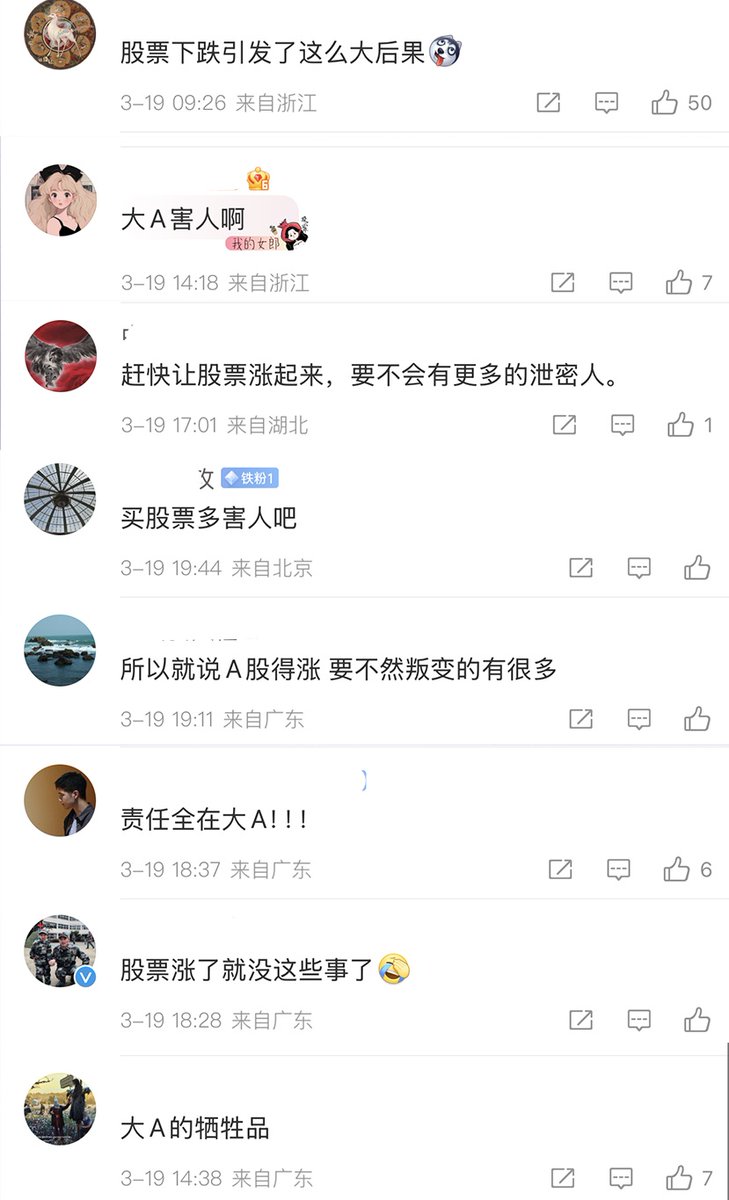 股票下跌引发了这么大后果
3-19 09:26 来自浙江
50
6
大A害人啊
我的女郎
3-19 14:18 来自浙江
7
赶快让股票涨起来，要不会有更多的泄密人。
3-19 17:01 来自湖北
1
铁粉1
买股票多害人吧
3-19 19:44 来自北京
所以就说A股得涨 要不然叛变的有很多
3-19 19:11 来自广东
责任全在大A!!!
3-19 18:37 来自广东
6
股票涨了就没这些事了
3-19 18:28 来自广东
大A的牺牲品
3-19 14:38 来自广东
7